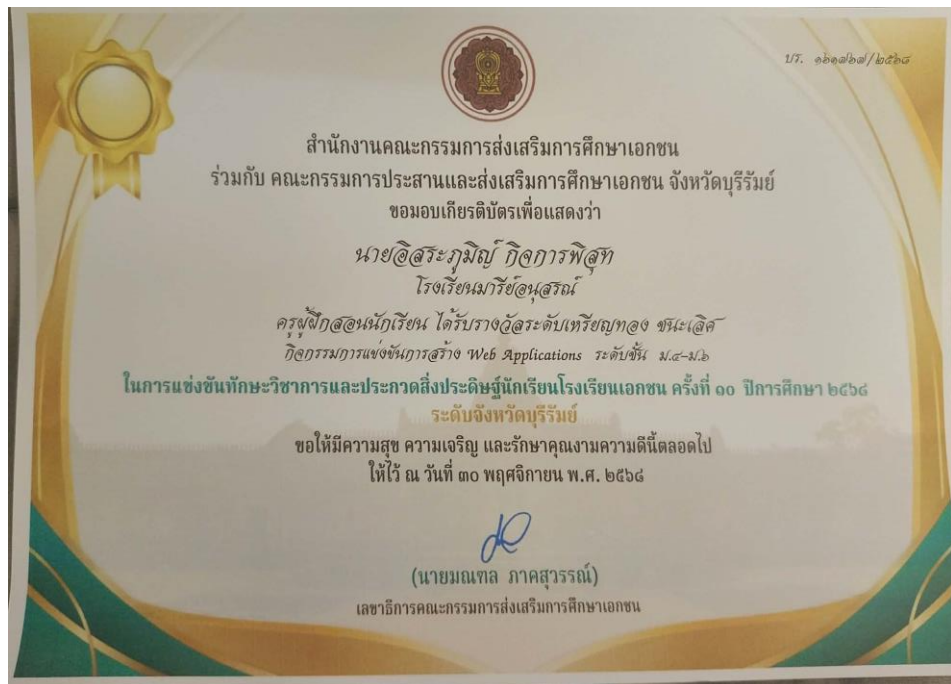 บร. ๑๒๑๗๒๗/๒๕๖๘
สำนักงานคณะกรรมการส่งเสริมการศึกษาเอกชน
ร่วมกับ คณะกรรมการประสานและส่งเสริมการศึกษาเอกชน จังหวัดบุรีรัมย์
ขอมอบเกียรติบัตรเพื่อแสดงว่า
นายอิสระภูมิญ์ กิจการพิสุท
โรงเรียนมารีย์อนุสรณ์
ครูผู้ฝึกสอนนักเรียน ได้รับรางวัลระดับเหรียญทอง ชนะเลิศ
กิจกรรมการแข่งขันการสร้าง Web Applications ระดับชั้น ม.๔-ม.๖
ในการแข่งขันทักษะวิชาการและประกวดสิ่งประดิษฐ์นักเรียนโรงเรียนเอกชน ครั้งที่ ๑๐ ปีการศึกษา ๒๕๖๘
ระดับจังหวัดบุรีรัมย์
ขอให้มีความสุข ความเจริญ และรักษาคุณงามความดีนี้ตลอดไป
ให้ไว้ ณ วันที่ ๓๐ พฤศจิกายน พ.ศ. ๒๕๖๘
(นายมณฑล ภาคสุวรรณ์)
เลขาธิการคณะกรรมการส่งเสริมการศึกษาเอกชน